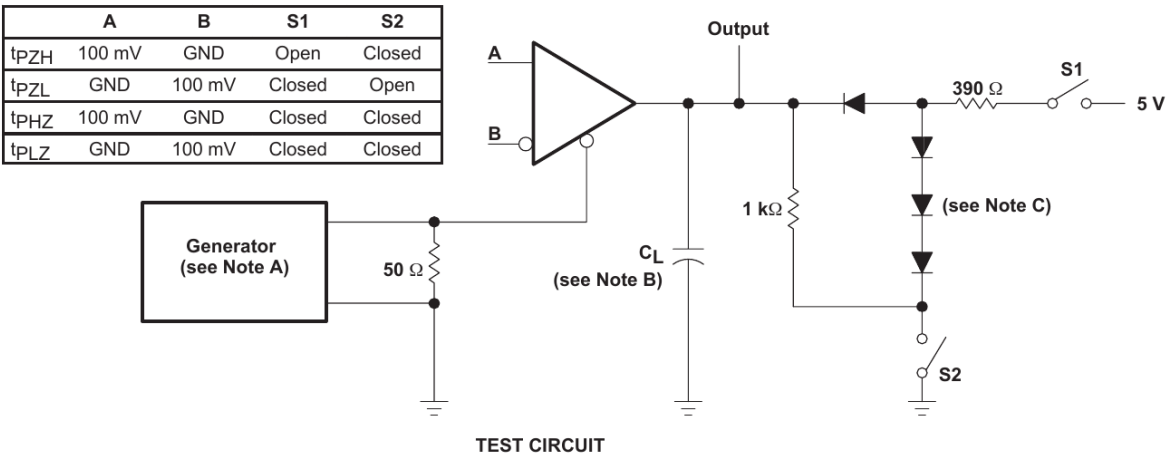 A B S1 S2
tPZH 100 mV GND Open Closed
tPZL GND 100 mV Closed Open
tPHZ 100 mV GND Closed Closed
tPLZ GND 100 mV Closed Closed
Output
A
B
S1
390 Ω
5 V
1 kΩ
(see Note C)
Generator
(see Note A)
50 Ω
CL
(see Note B)
S2
TEST CIRCUIT